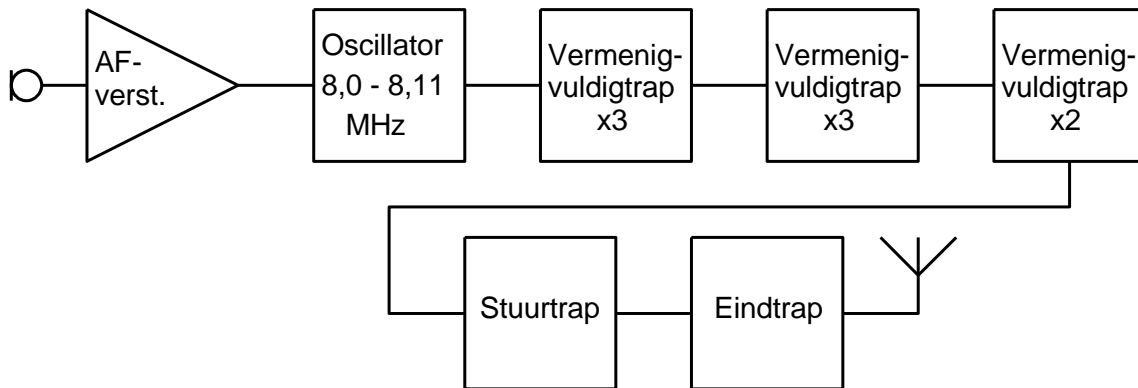 AF-
verst.
Oscillator
8,0 - 8,11
MHz
Vermenig-
vuldigtrap
x3
Vermenig-
vuldigtrap
x3
Vermenig-
vuldigtrap
x2
Stuurtrap
Eindtrap